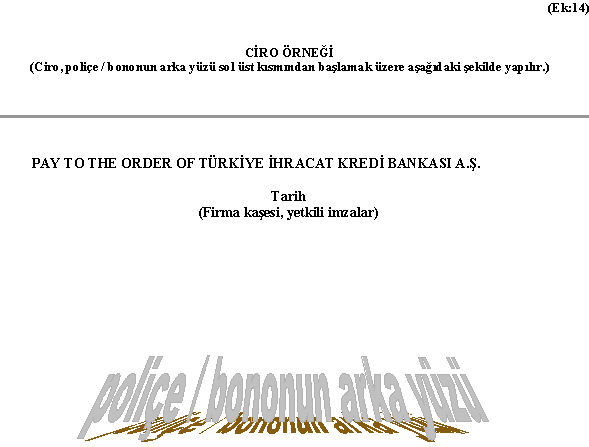 (Ek:14)
CİRO ÖRNEĞİ
(Ciro, poliçe / bononun arka yüzü sol üst kısmından başlamak üzere aşağıdaki şekilde yapılır.)
PAY TO THE ORDER OF TÜRKİYE İHRACAT KREDİ BANKASI A.Ş.
Tarih
(Firma kaşesi, yetkili imzalar)
poliçe / bononun arka yüzü